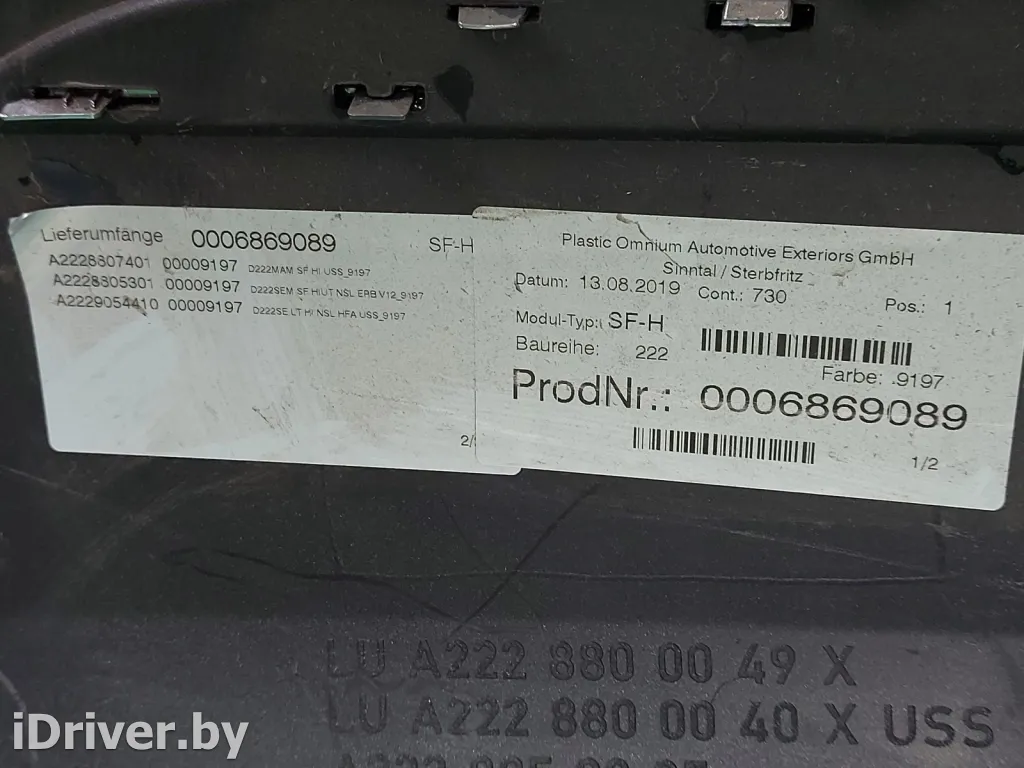 Lieferumfänge 0006869089 SF-H
A2228807401 00009197 D222MAM SF HI USS_9197
A2228805301 00009197 D222SEM SF HIUT NSL ERB V12_9197
A2229054410 00009197 D222SE LT HI NSL HFA USS_9197
2/
Plastic Omnium Automotive Exteriors GmbH
Sinntal / Sterbfritz
Datum: 13.08.2019 Cont.: 730 Pos.: 1
Modul-Typ: SF-H
Baureihe: 222
Farbe: 9197
ProdNr.: 0006869089
1/2
LU A222 880 00 49 X
LU A222 880 00 40 X USS
iDriver.by